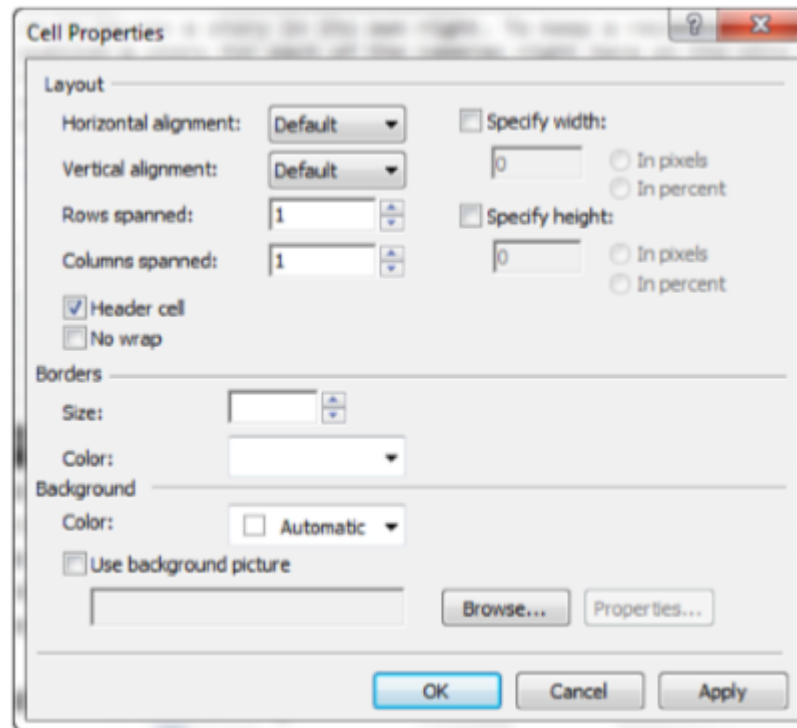 Cell Properties
Layout
Horizontal alignment: Default
Specify width:
0
In pixels
In percent
Vertical alignment: Default
Rows spanned: 1
Specify height:
0
In pixels
In percent
Columns spanned: 1
Header cell
No wrap
Borders
Size:
Color:
Background
Color: Automatic
Use background picture
Browse... Properties...
OK Cancel Apply